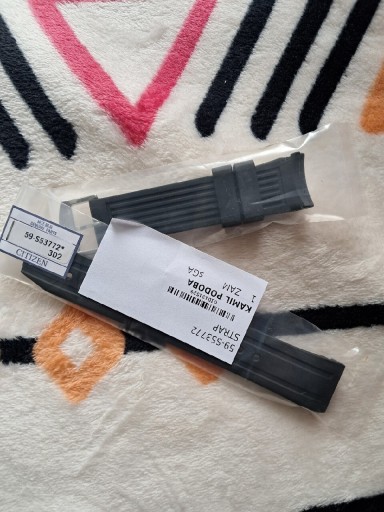 59-S53772*
302
CITIZEN
59-S53772
STRAP
KAMIL PODOBA
1 ZAM SGA